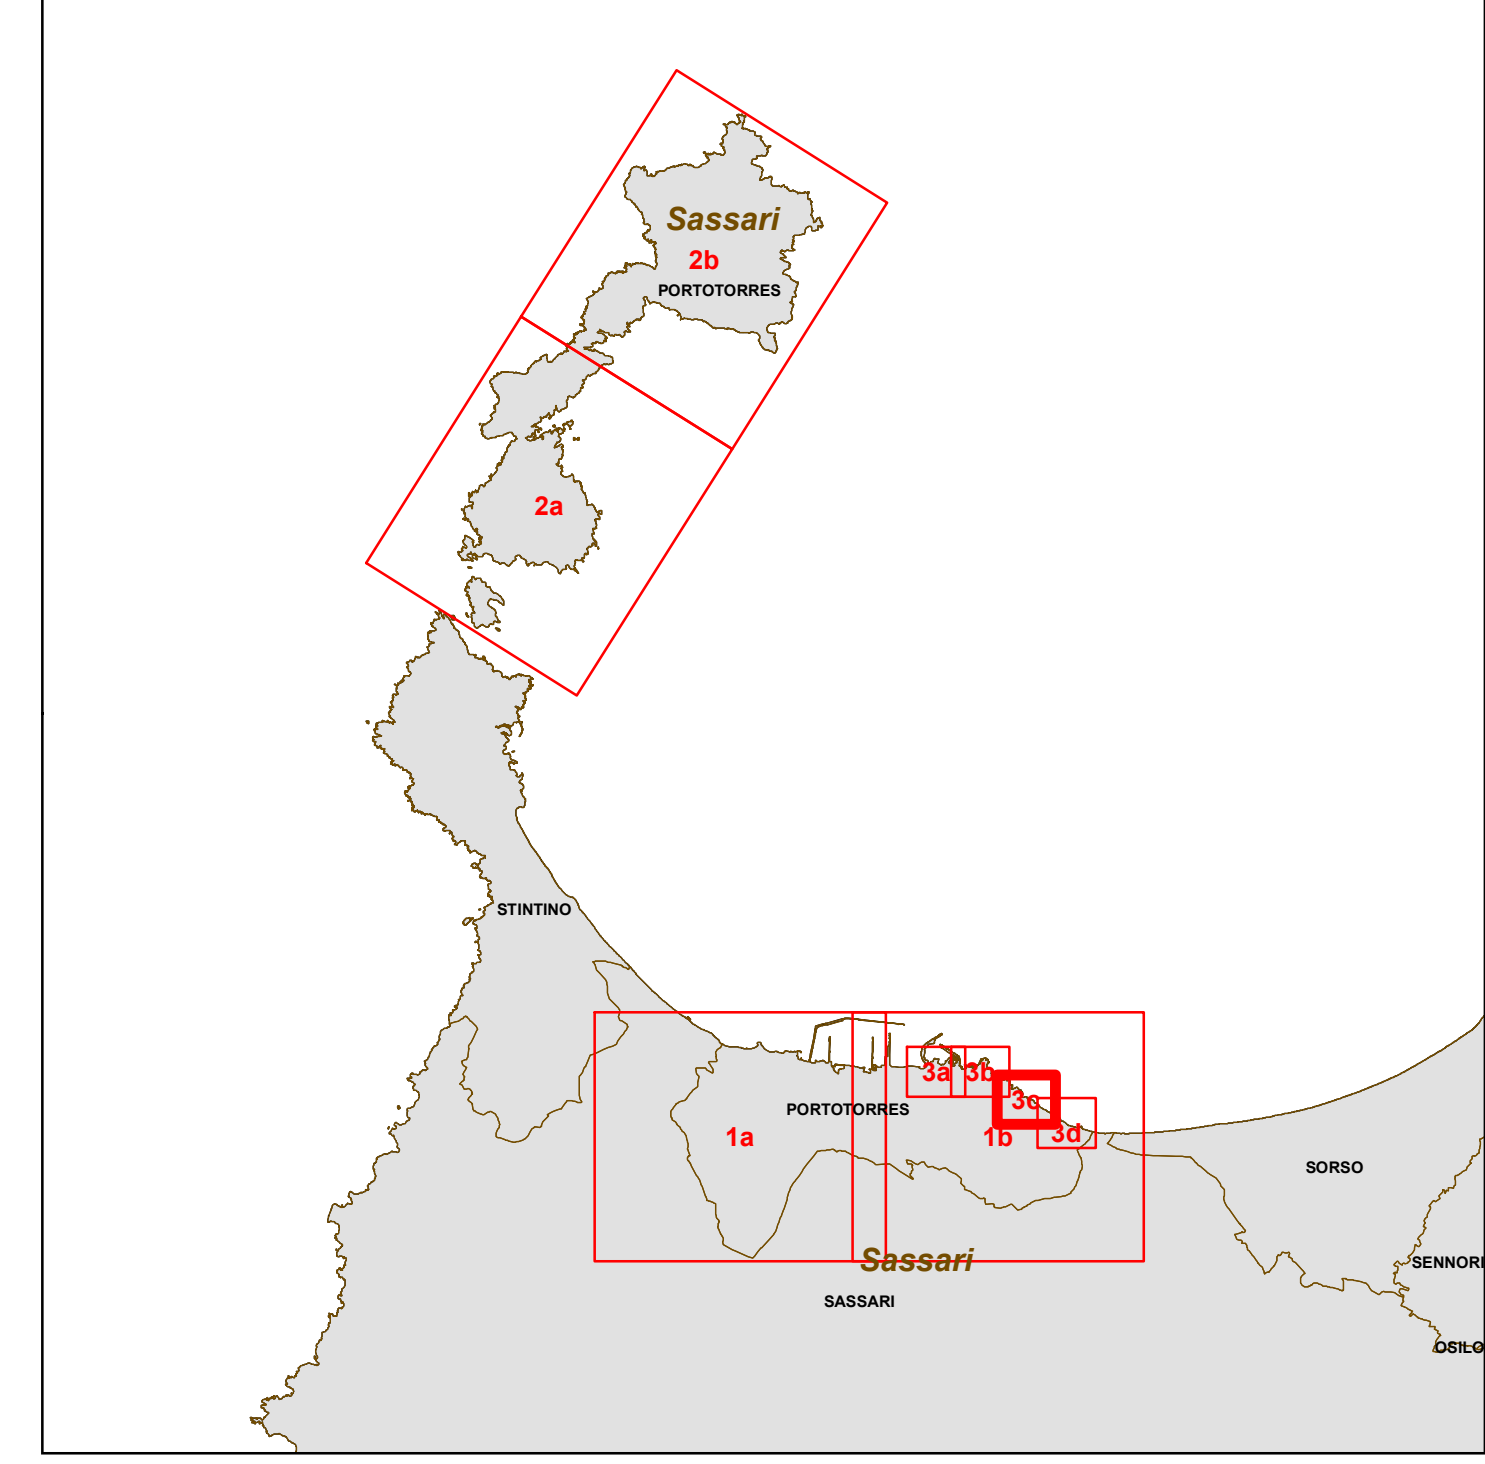 Sassari
2b
PORTOTORRES
2a
STINTINO
3a
3b
3c
PORTOTORRES
1a
1b
3d
SORSO
Sassari
SENNORI
SASSARI
OSILO